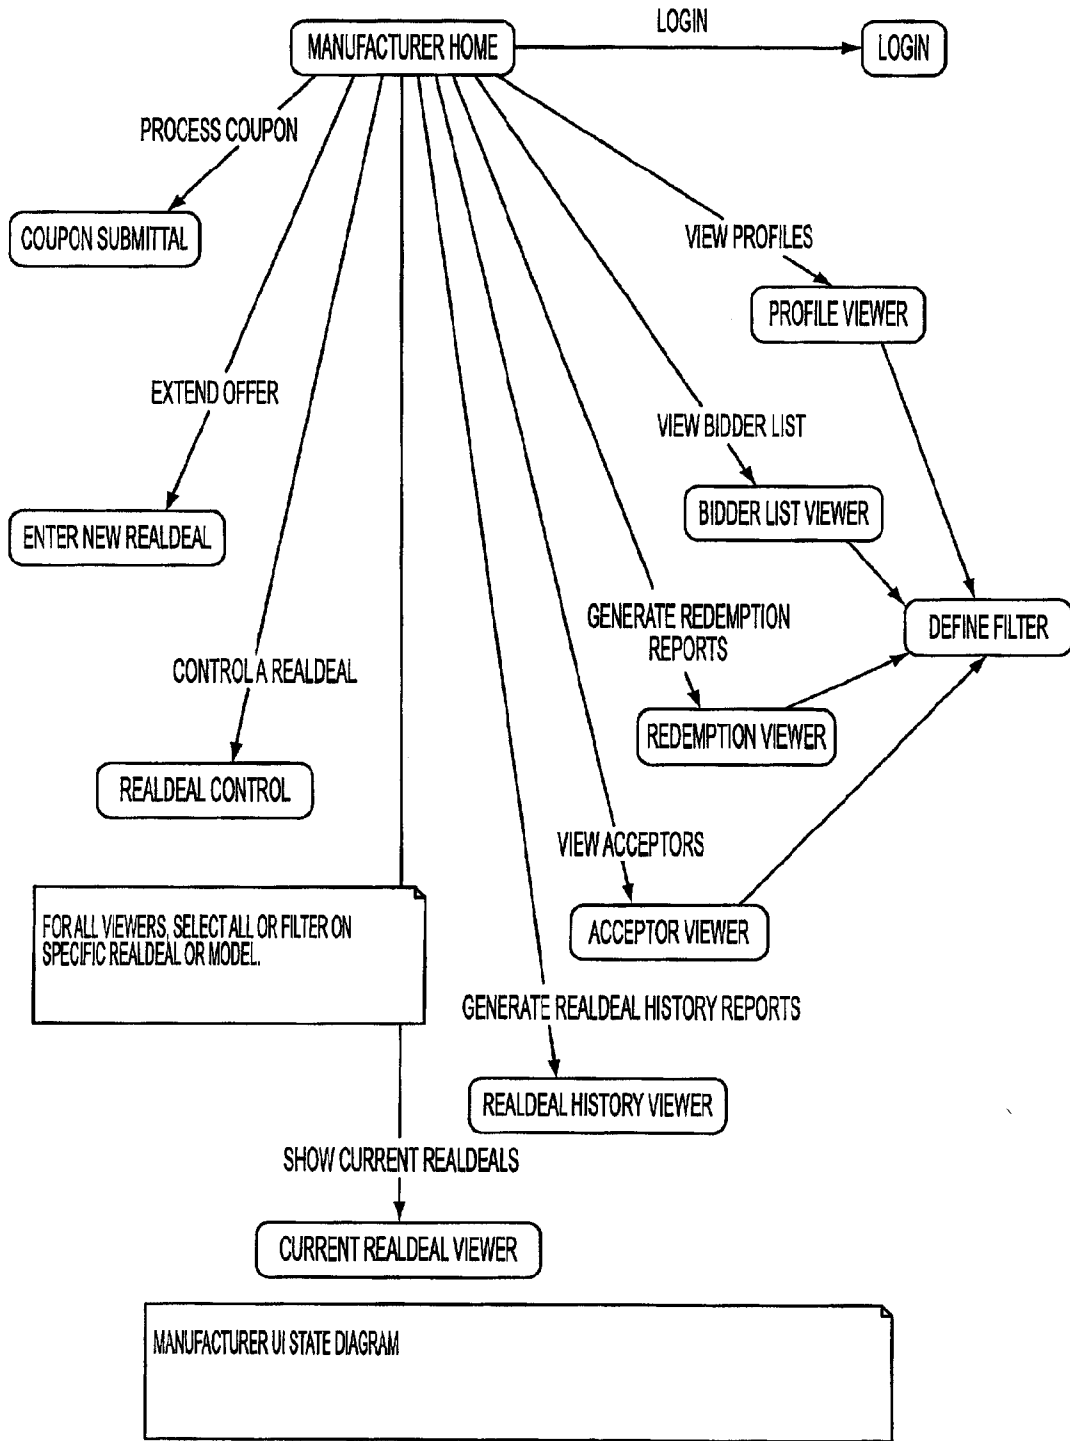 LOGIN
MANUFACTURER HOME
LOGIN
PROCESS COUPON
COUPON SUBMITTAL
VIEW PROFILES
PROFILE VIEWER
EXTEND OFFER
VIEW BIDDER LIST
ENTER NEW REALDEAL
BIDDER LIST VIEWER
GENERATE REDEMPTION
REPORTS
DEFINE FILTER
CONTROL A REALDEAL
REDEMPTION VIEWER
REALDEAL CONTROL
VIEW ACCEPTORS
FOR ALL VIEWERS, SELECT ALL OR FILTER ON
SPECIFIC REALDEAL OR MODEL.
ACCEPTOR VIEWER
GENERATE REALDEAL HISTORY REPORTS
REALDEAL HISTORY VIEWER
SHOW CURRENT REALDEALS
CURRENT REALDEAL VIEWER
MANUFACTURER UI STATE DIAGRAM